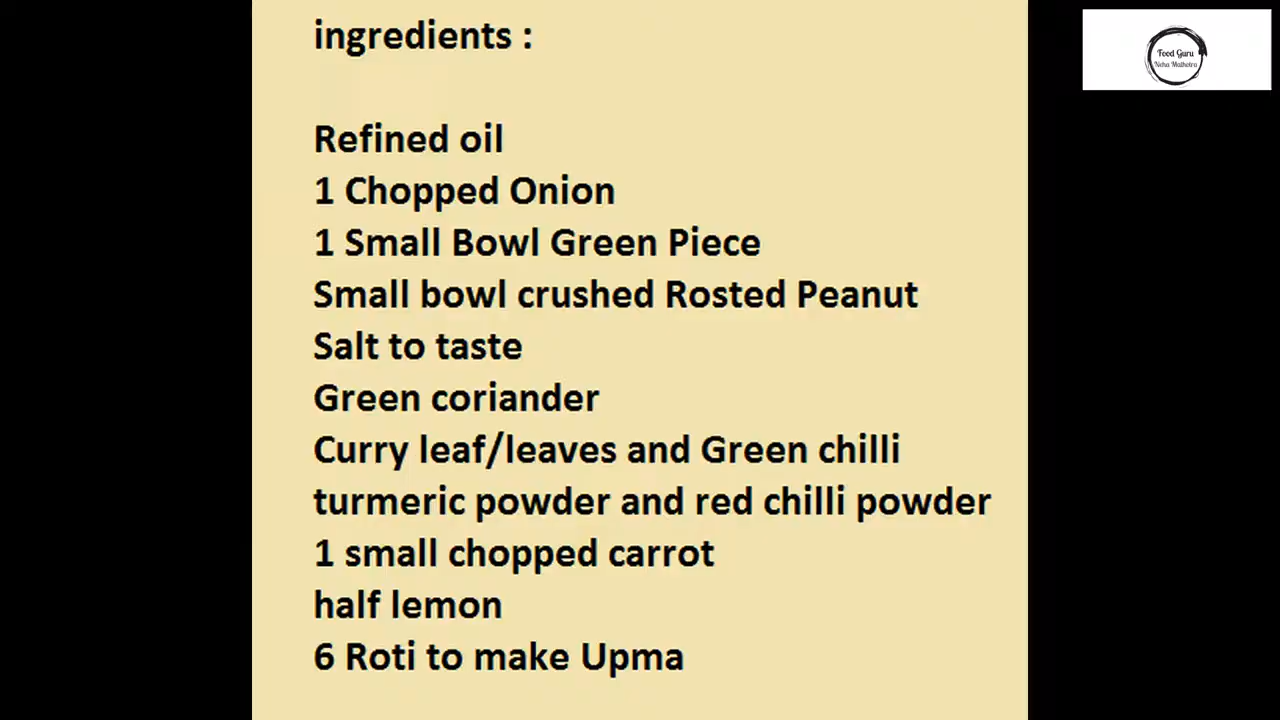 ingredients :
Refined oil
1 Chopped Onion
1 Small Bowl Green Piece
Small bowl crushed Rosted Peanut
Salt to taste
Green coriander
Curry leaf/leaves and Green chilli
turmeric powder and red chilli powder
1 small chopped carrot
half lemon
6 Roti to make Upma
Food Guru
Neha Malhotra